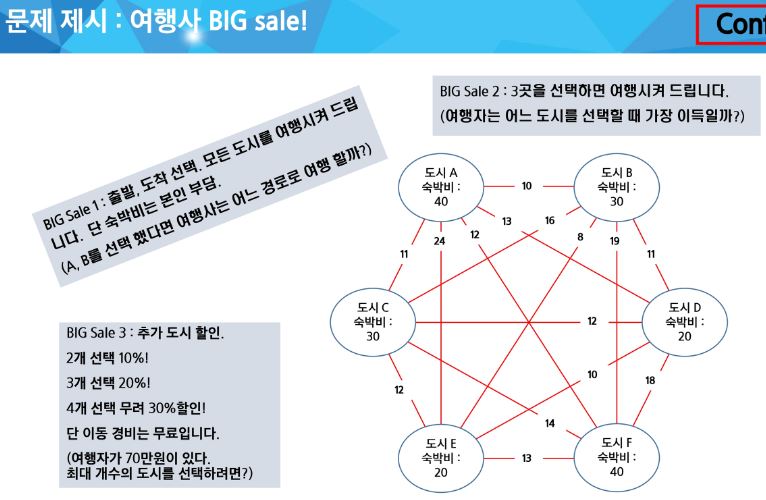 문제 제시 : 여행사 BIG sale!
Cont
BIG Sale 1 : 출발, 도착 선택. 모든 도시를 여행시켜 드립
니다. 단 숙박비는 본인 부담.
(A, B를 선택 했다면 여행사는 어느 경로로 여행 할까?)
BIG Sale 2 : 3곳을 선택하면 여행시켜 드립니다.
(여행자는 어느 도시를 선택할 때 가장 이득일까?)
BIG Sale 3 : 추가 도시 할인.
2개 선택 10%!
3개 선택 20%!
4개 선택 무려 30%할인!
단 이동 경비는 무료입니다.
(여행자가 70만원이 있다.
최대 개수의 도시를 선택하려면?)
도시 A
숙박비 :
40
10
도시 B
숙박비 :
30
13
16
24
12
8
19
11
11
도시 C
숙박비 :
30
12
도시 D
숙박비 :
20
12
10
18
14
도시 E
숙박비 :
20
13
도시 F
숙박비 :
40